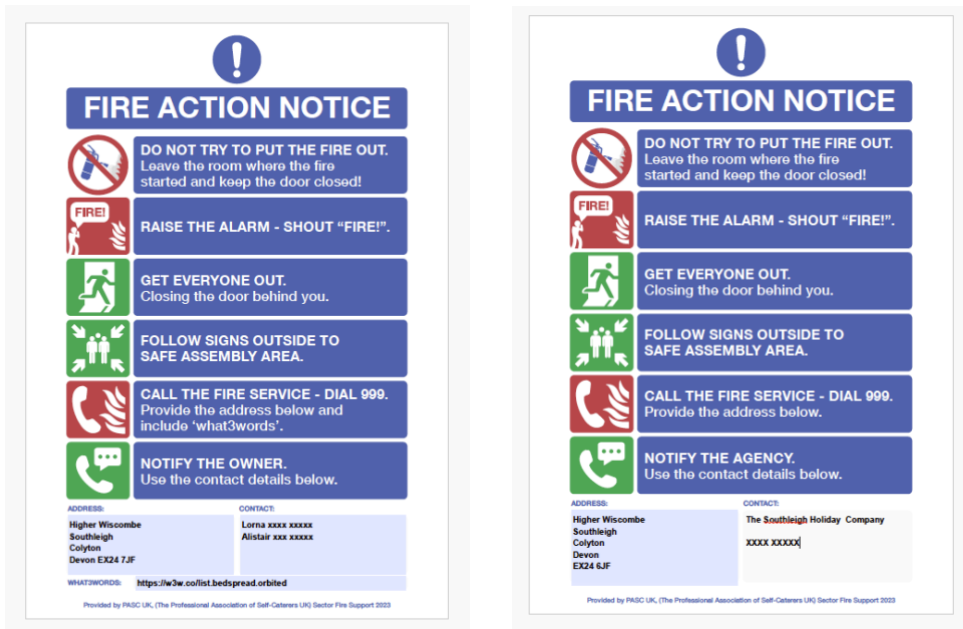 FIRE ACTION NOTICE
DO NOT TRY TO PUT THE FIRE OUT.
Leave the room where the fire
started and keep the door closed!
FIRE!
RAISE THE ALARM - SHOUT “FIRE!”.
GET EVERYONE OUT.
Closing the door behind you.
FOLLOW SIGNS OUTSIDE TO
SAFE ASSEMBLY AREA.
CALL THE FIRE SERVICE - DIAL 999.
Provide the address below and
include ‘what3words’.
NOTIFY THE OWNER.
Use the contact details below.
ADDRESS:
Higher Wiscombe
Southleigh
Colyton
Devon EX24 7JF
CONTACT:
Lorna xxxx xxxxx
Alistair xxx xxxxx
WHAT3WORDS: https://w3w.co/list.bedspread.orbited
Provided by PASC UK, (The Professional Association of Self-Caterers UK) Sector Fire Support 2023
FIRE ACTION NOTICE
DO NOT TRY TO PUT THE FIRE OUT.
Leave the room where the fire
started and keep the door closed!
FIRE!
RAISE THE ALARM - SHOUT “FIRE!”.
GET EVERYONE OUT.
Closing the door behind you.
FOLLOW SIGNS OUTSIDE TO
SAFE ASSEMBLY AREA.
CALL THE FIRE SERVICE - DIAL 999.
Provide the address below.
NOTIFY THE AGENCY.
Use the contact details below.
ADDRESS:
Higher Wiscombe
Southleigh
Colyton
Devon
EX24 6JF
CONTACT:
The Southleigh Holiday Company
XXXX XXXXX
Provided by PASC UK, (The Professional Association of Self-Caterers UK) Sector Fire Support 2023